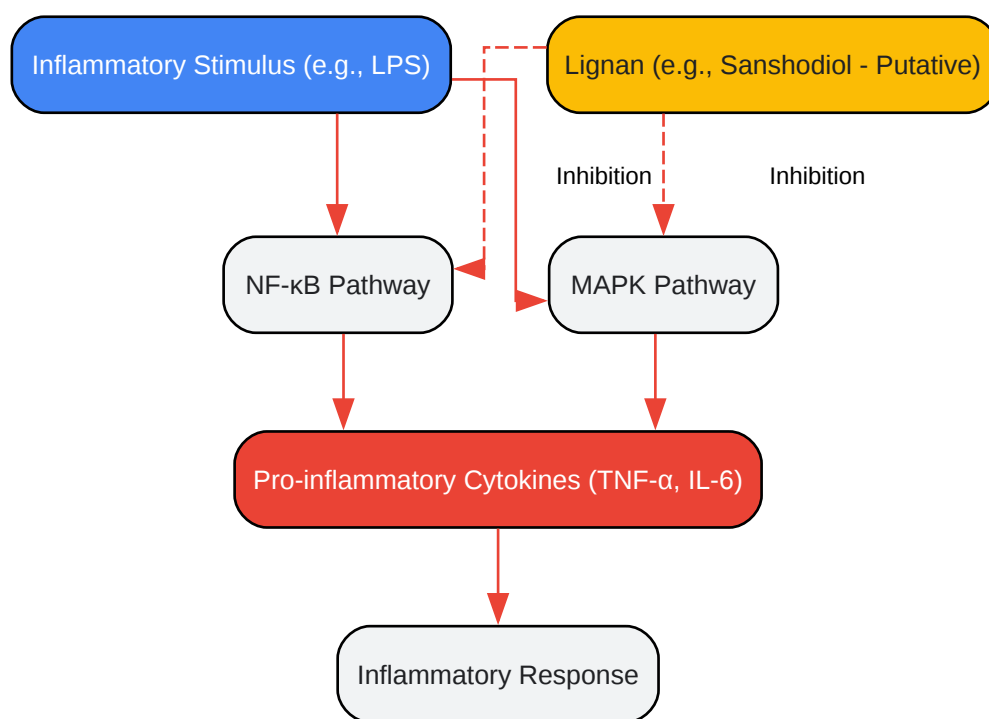 Inflammatory Stimulus (e.g., LPS)
Lignan (e.g., Sanshodiol - Putative)
Inhibition
Inhibition
NF-κB Pathway
MAPK Pathway
Pro-inflammatory Cytokines (TNF-α, IL-6)
Inflammatory Response